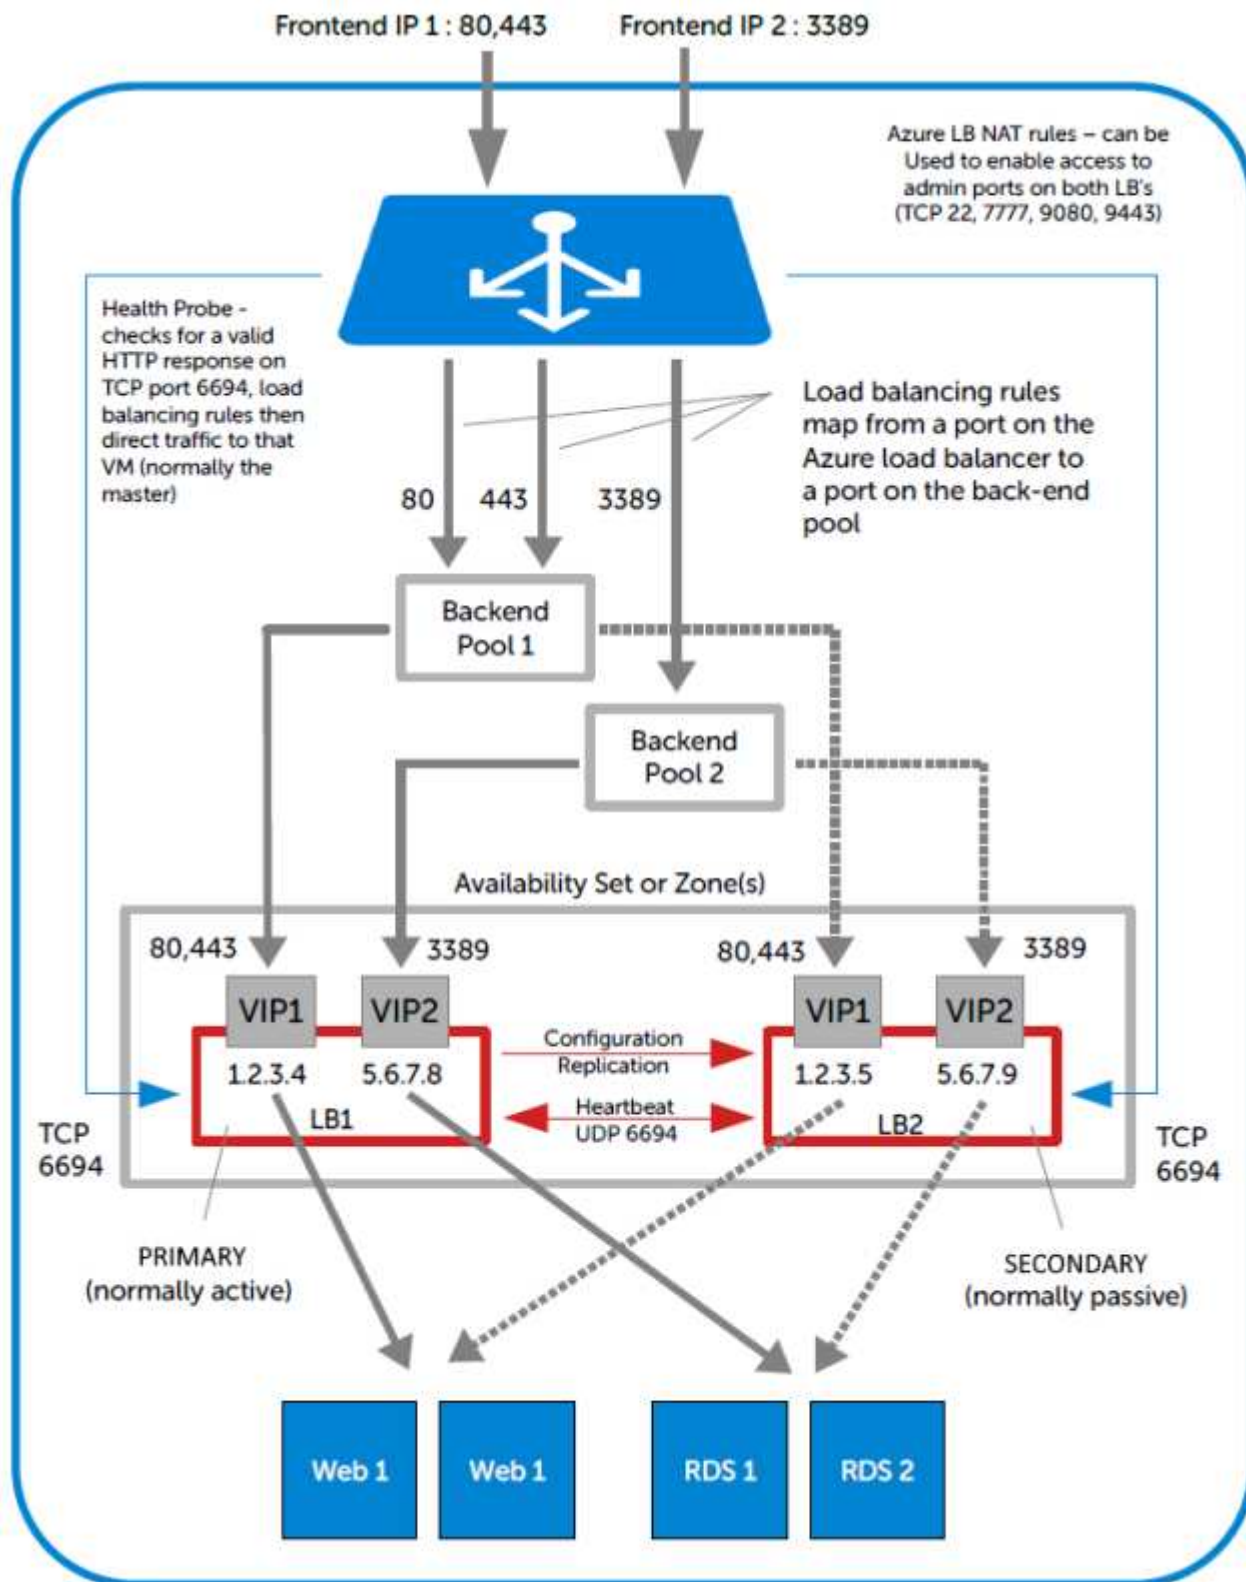 Frontend IP 1 : 80,443
Frontend IP 2 : 3389
Azure LB NAT rules – can be
Used to enable access to
admin ports on both LB's
(TCP 22, 7777, 9080, 9443)
Health Probe -
checks for a valid
HTTP response on
TCP port 6694, load
balancing rules then
direct traffic to that
VM (normally the
master)
Load balancing rules
map from a port on the
Azure load balancer to
a port on the back-end
pool
80
443
3389
Backend
Pool 1
Backend
Pool 2
Availability Set or Zone(s)
80,443
3389
80,443
3389
VIP1
VIP2
VIP1
VIP2
Configuration
Replication
1.2.3.4
5.6.7.8
1.2.3.5
5.6.7.9
LB1
Heartbeat
UDP 6694
LB2
TCP
6694
TCP
6694
PRIMARY
(normally active)
SECONDARY
(normally passive)
Web 1
Web 1
RDS 1
RDS 2